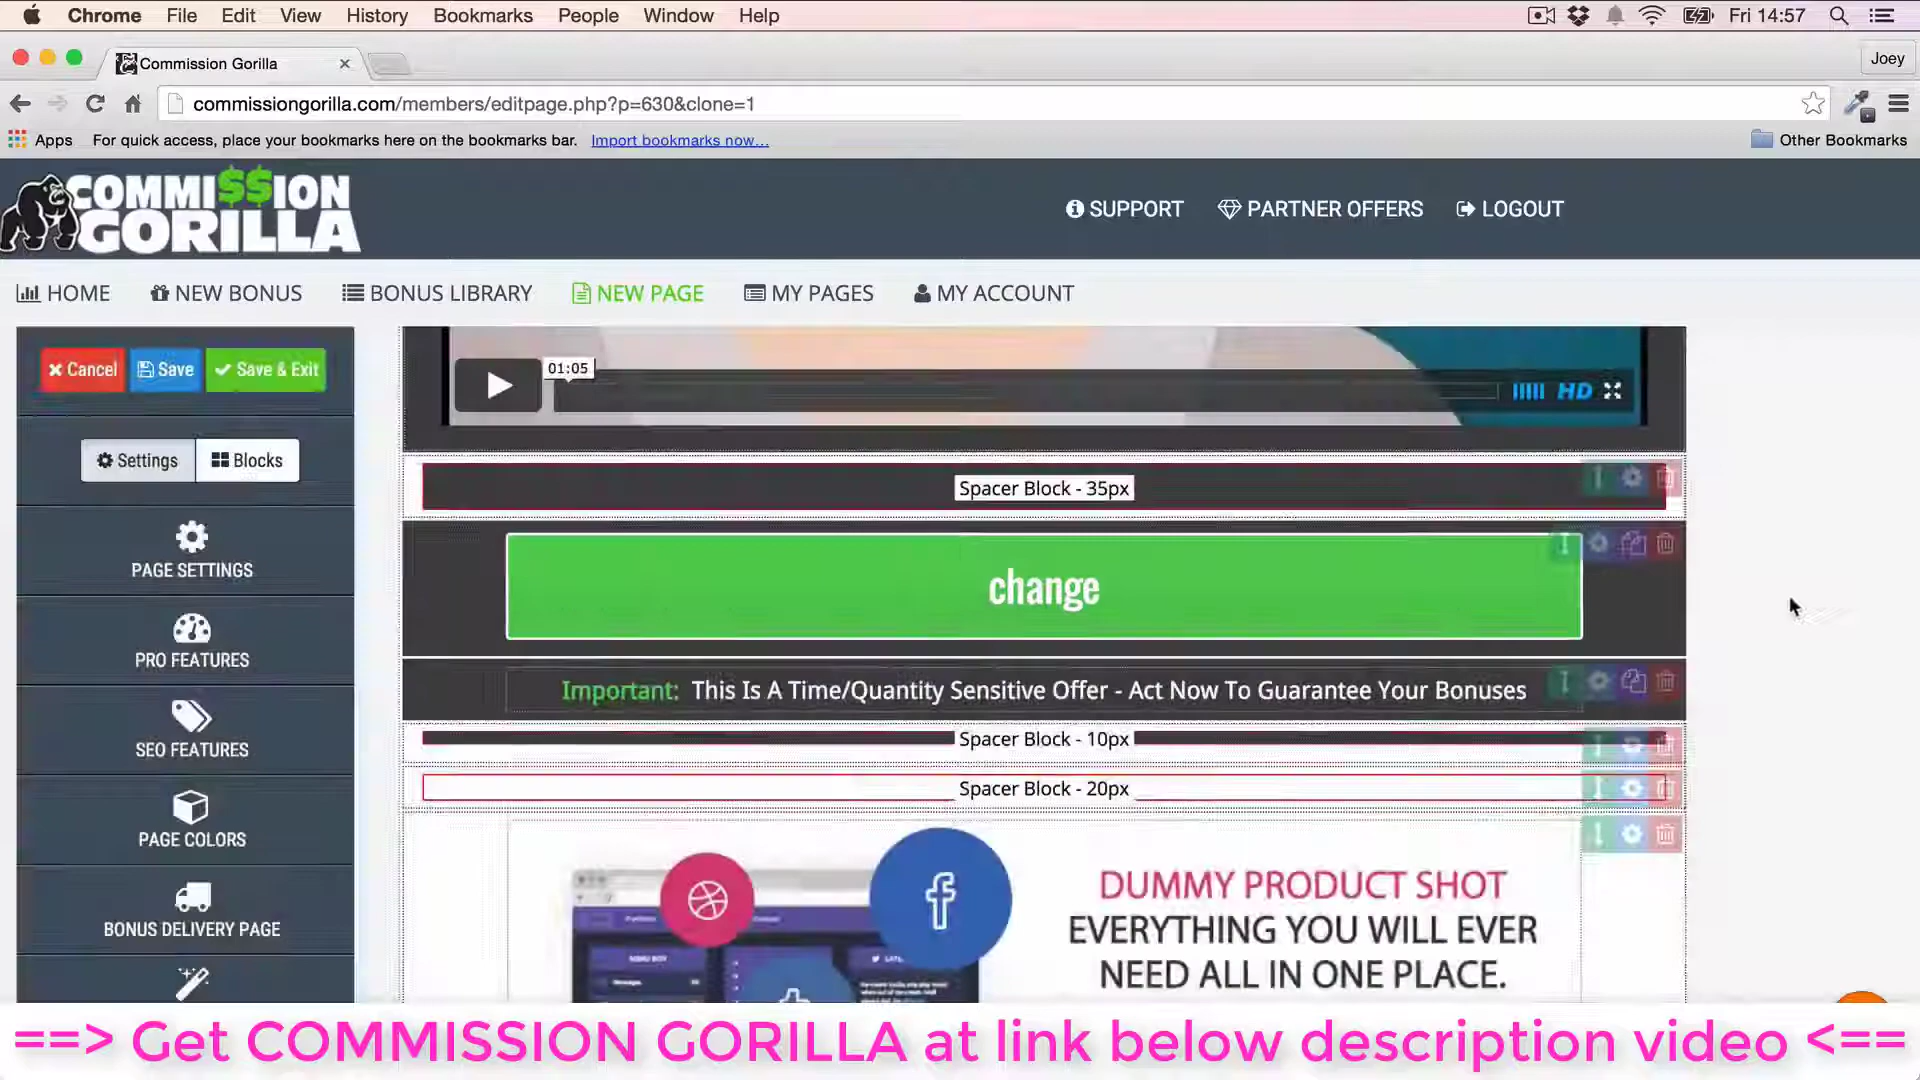 Chrome File Edit View History Bookmarks People Window Help Fri 14:57
Commission Gorilla Joey
commissiongorilla.com/members/editpage.php?p=630&clone=1
Apps For quick access, place your bookmarks here on the bookmarks bar. Import bookmarks now... Other Bookmarks
COMMI$$ION
GORILLA
SUPPORT PARTNER OFFERS LOGOUT
HOME NEW BONUS BONUS LIBRARY NEW PAGE MY PAGES MY ACCOUNT
Cancel Save Save & Exit
01:05
HD
Settings Blocks
Spacer Block - 35px
PAGE SETTINGS
change
PRO FEATURES
Important: This Is A Time/Quantity Sensitive Offer - Act Now To Guarantee Your Bonuses
SEO FEATURES
Spacer Block - 10px
Spacer Block - 20px
PAGE COLORS
DUMMY PRODUCT SHOT
EVERYTHING YOU WILL EVER
NEED ALL IN ONE PLACE.
BONUS DELIVERY PAGE
==> Get COMMISSION GORILLA at link below description video <==